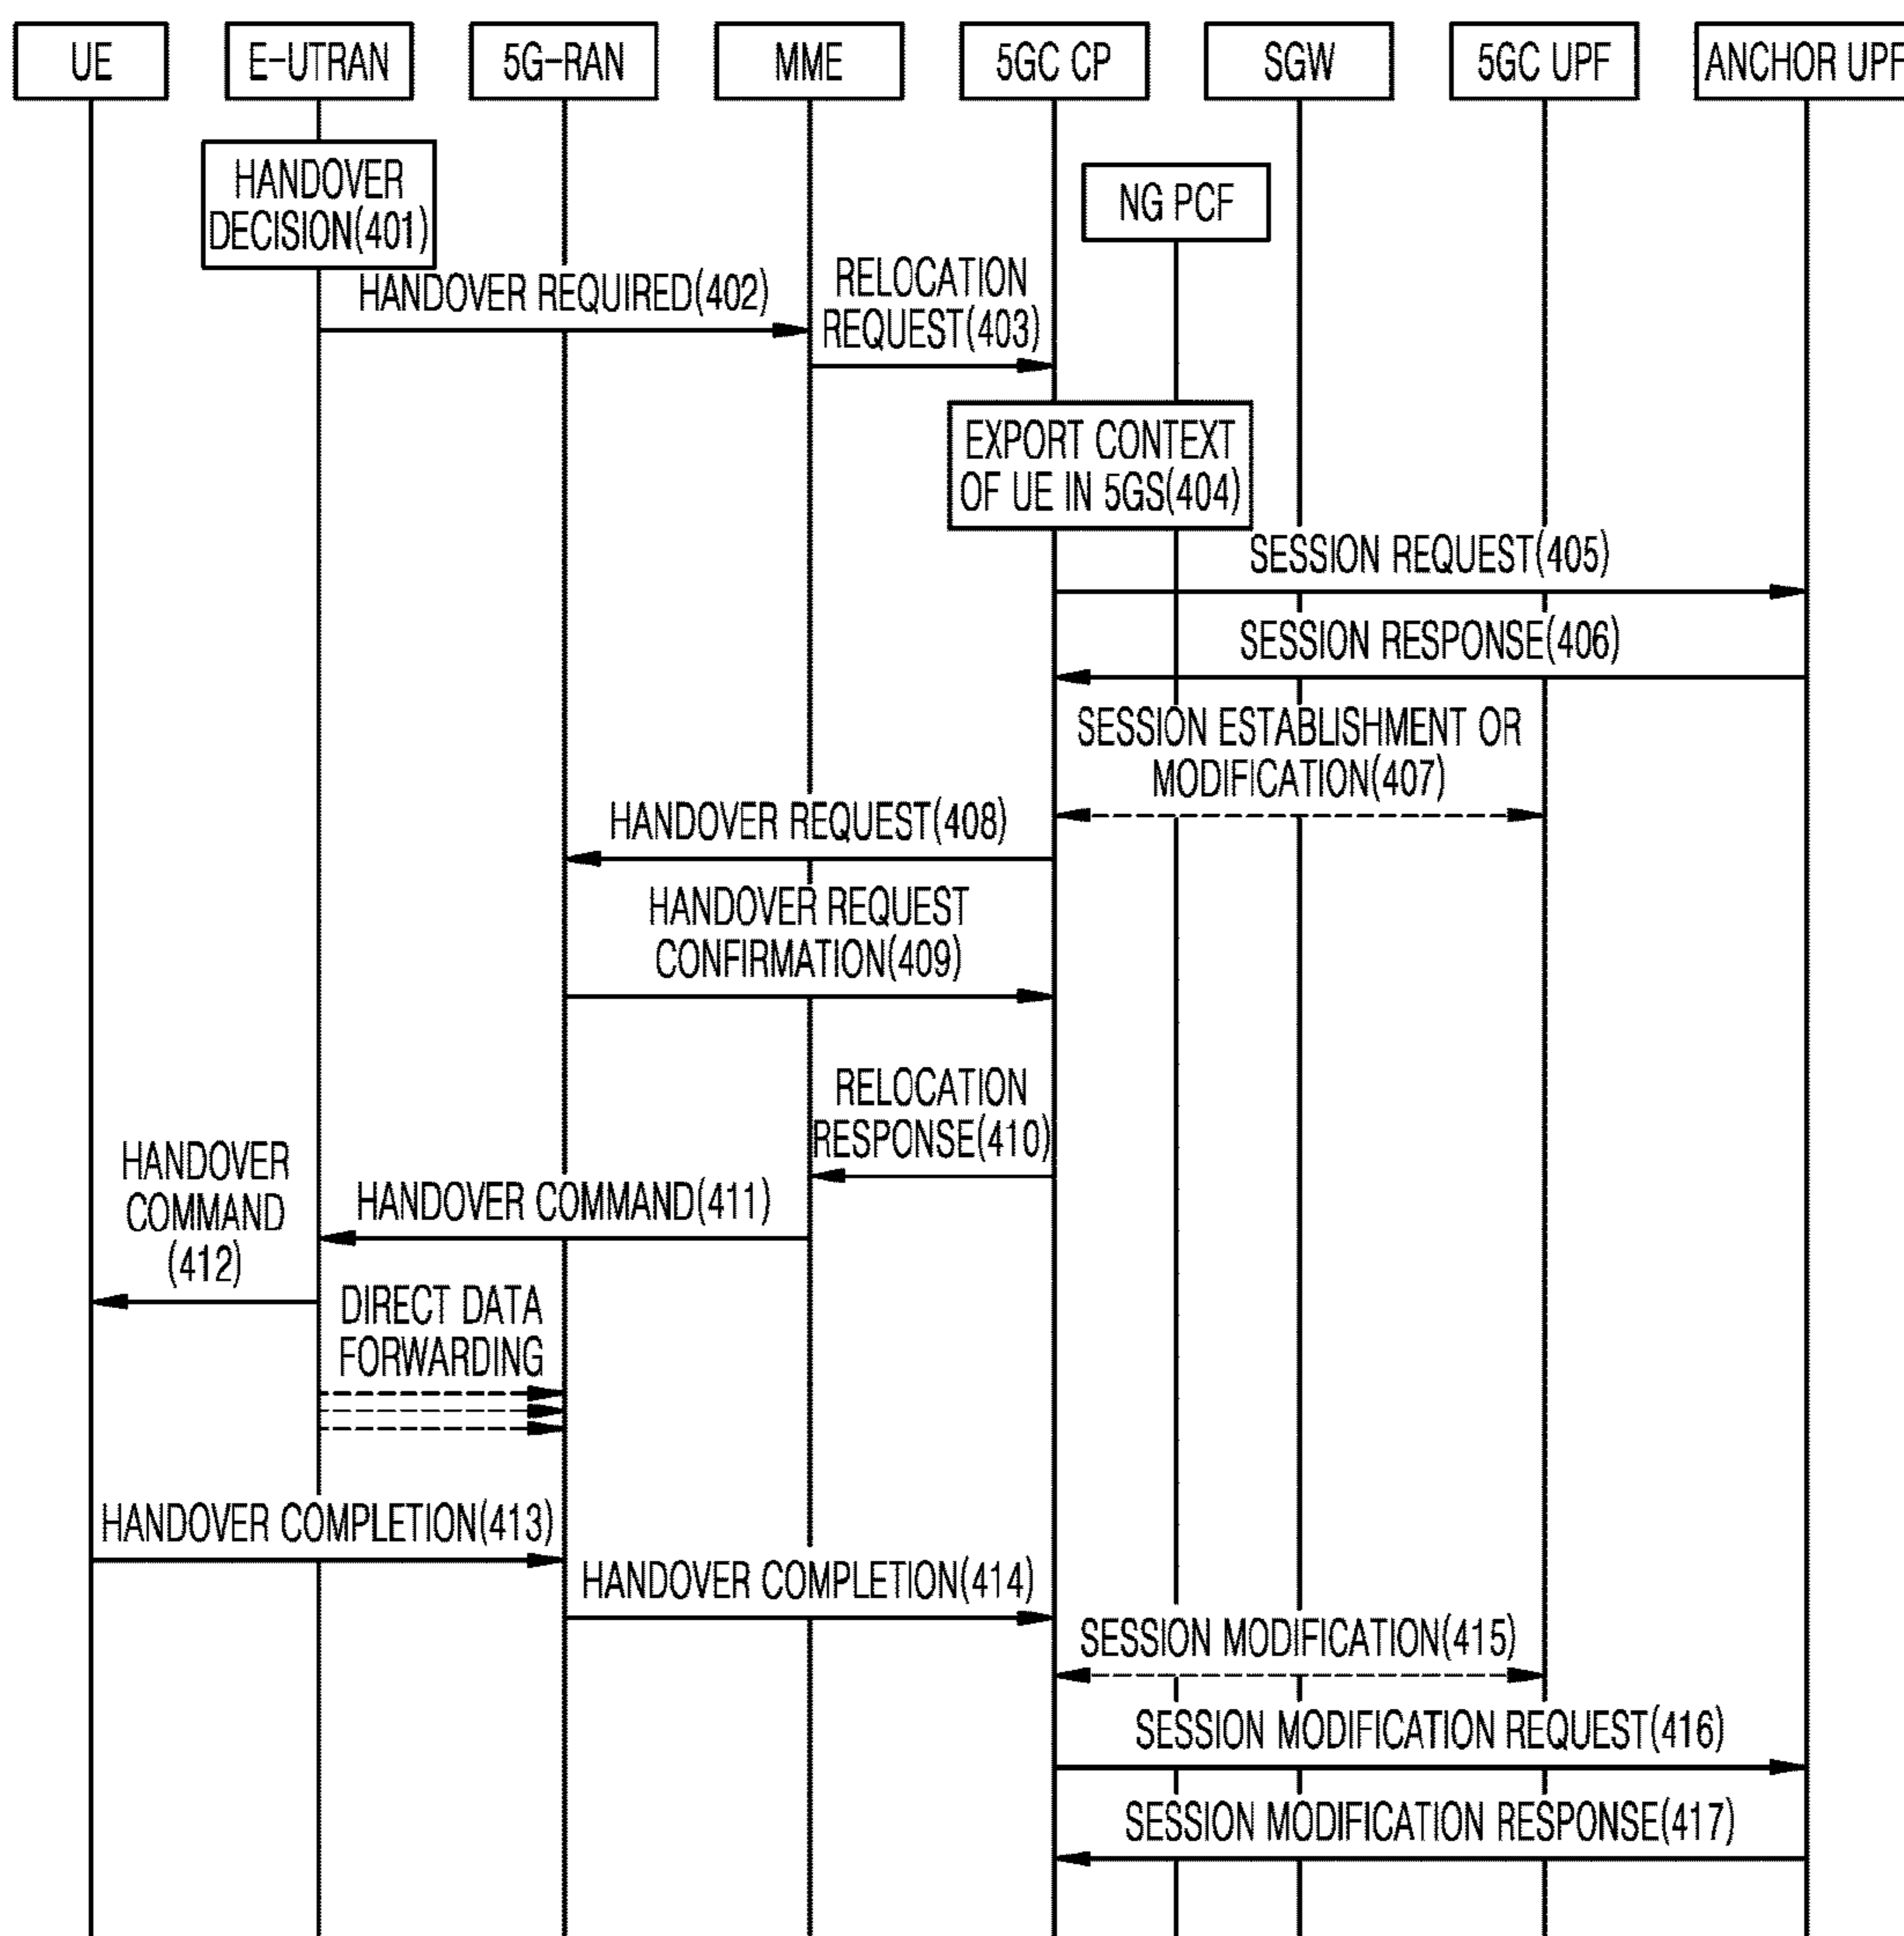 UE
E-UTRAN
5G-RAN
MME
5GC CP
SGW
5GC UPF
ANCHOR UPF
HANDOVER
DECISION(401)
NG PCF
HANDOVER REQUIRED(402)
RELOCATION
REQUEST(403)
EXPORT CONTEXT
OF UE IN 5GS(404)
SESSION REQUEST(405)
SESSION RESPONSE(406)
SESSION ESTABLISHMENT OR
MODIFICATION(407)
HANDOVER REQUEST(408)
HANDOVER REQUEST
CONFIRMATION(409)
RELOCATION
RESPONSE(410)
HANDOVER COMMAND(411)
HANDOVER
COMMAND
(412)
DIRECT DATA
FORWARDING
HANDOVER COMPLETION(413)
HANDOVER COMPLETION(414)
SESSION MODIFICATION(415)
SESSION MODIFICATION REQUEST(416)
SESSION MODIFICATION RESPONSE(417)